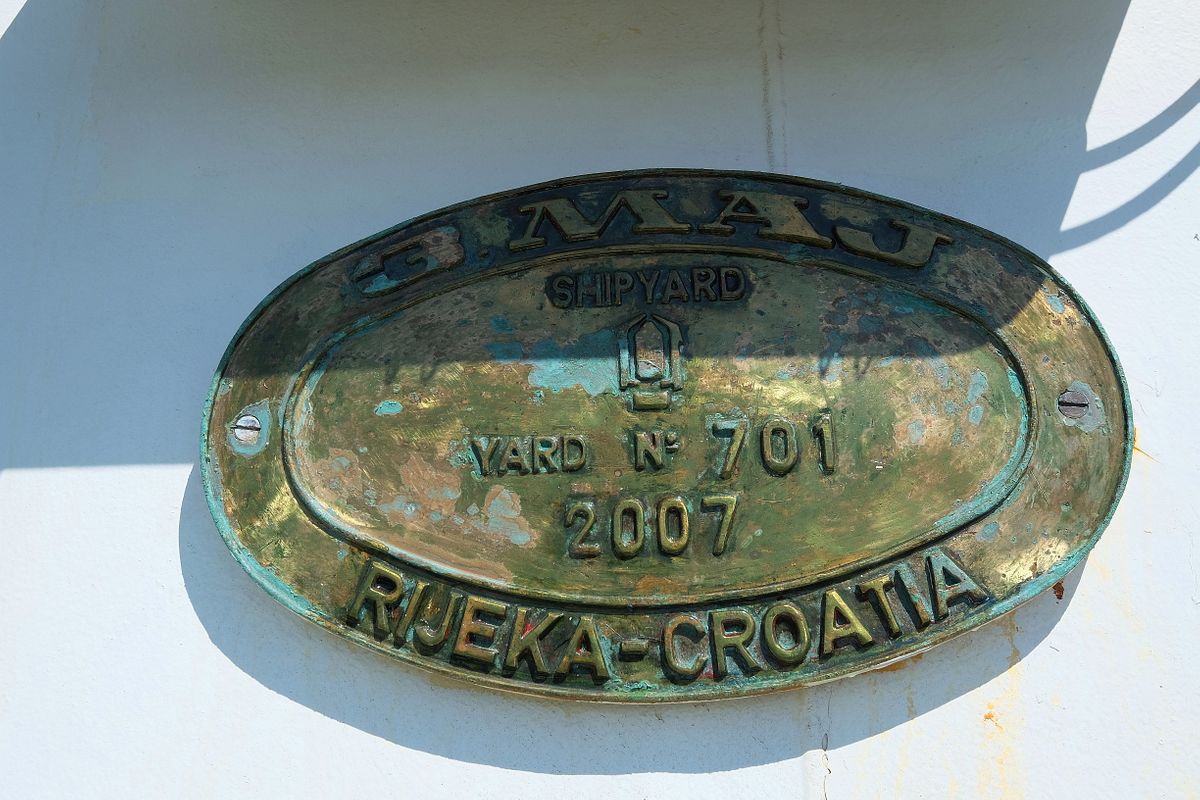 3 MAJ
SHIPYARD
YARD Nº 701
2007
RIJEKA-CROATIA